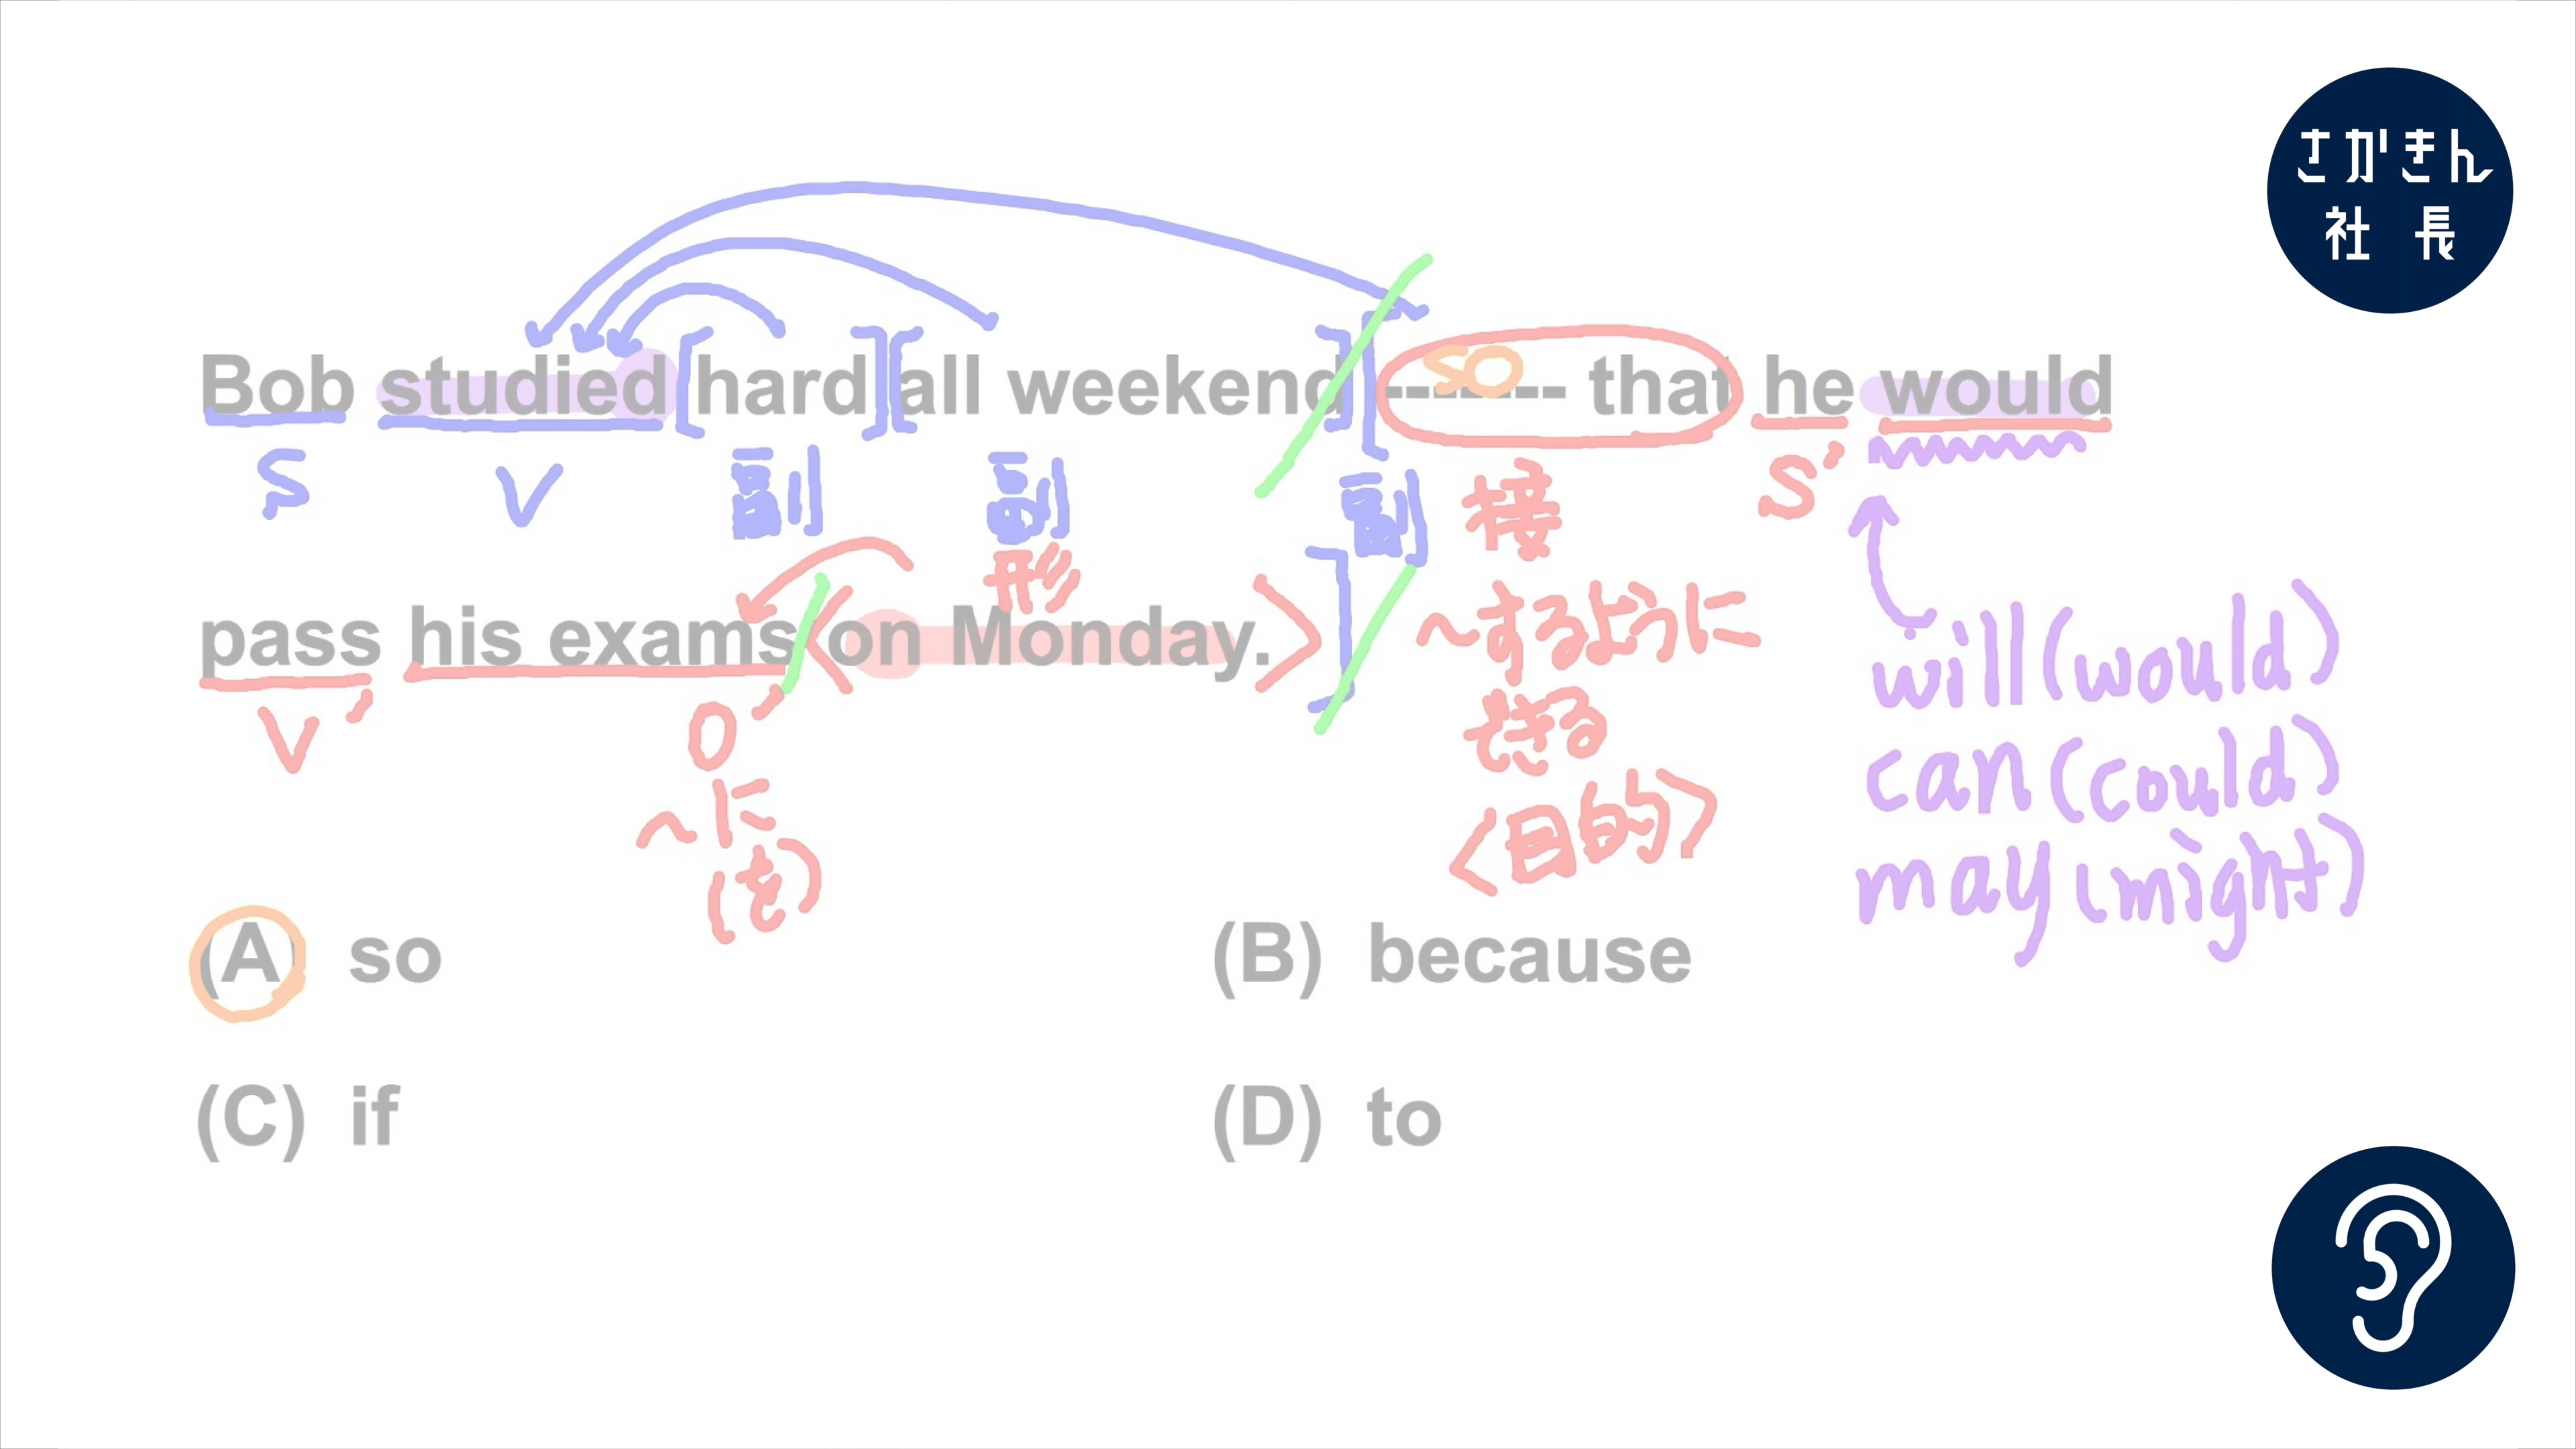 さかきん
社長
Bob studied [hard][all weekend][------- so that he would
S V 副 副 副 接 S'
形
pass his exams〈on Monday.〉]
~するように
V' O'
できる
will(would)
~に
(を)
〈目的〉
can(could)
may(might)
(A) so (B) because
(C) if (D) to